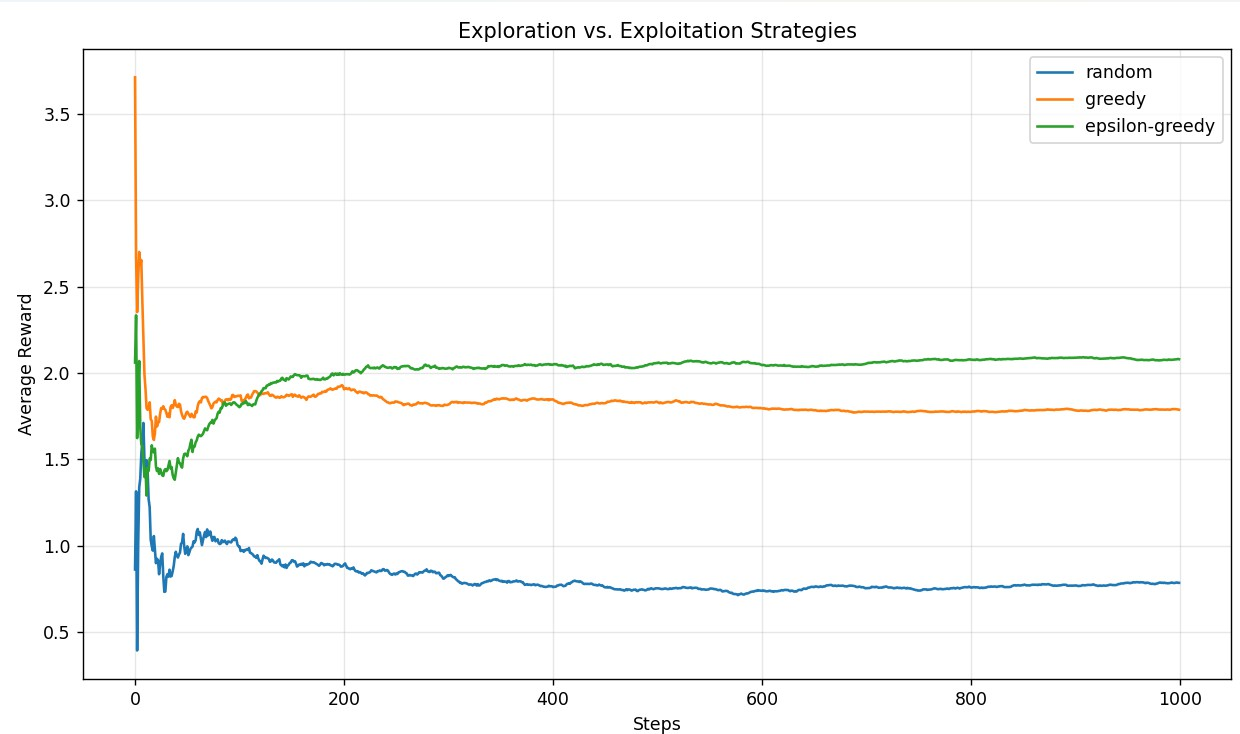 Exploration vs. Exploitation Strategies
random
greedy
epsilon-greedy
3.5
3.0
2.5
2.0
1.5
1.0
0.5
Average Reward
0 200 400 600 800 1000
Steps